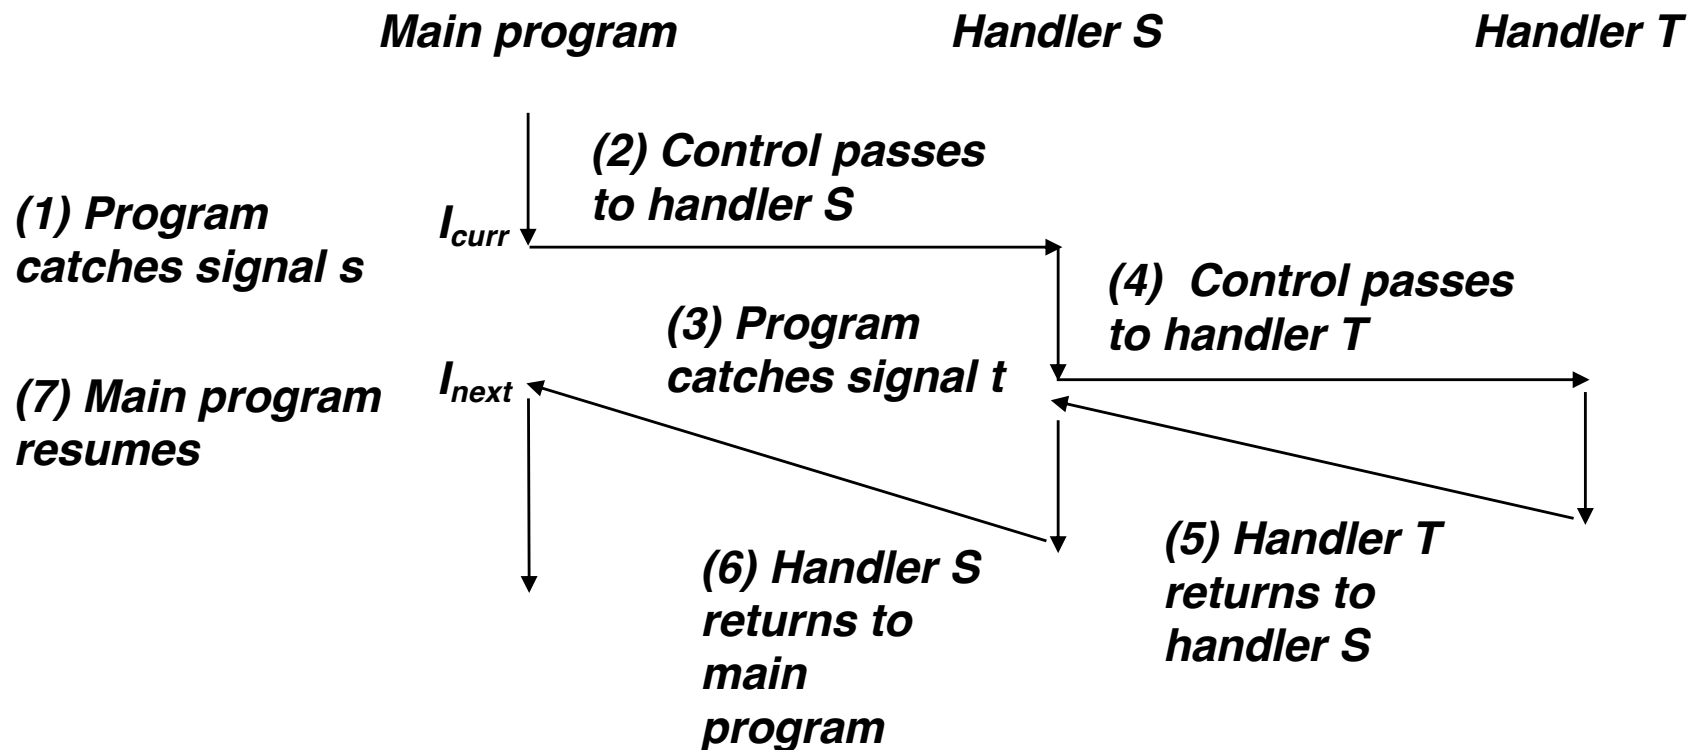 Main program
Handler S
Handler T
(2) Control passes
to handler S
(1) Program
catches signal s
I_curr
(4) Control passes
to handler T
(3) Program
catches signal t
I_next
(7) Main program
resumes
(5) Handler T
returns to
handler S
(6) Handler S
returns to
main
program